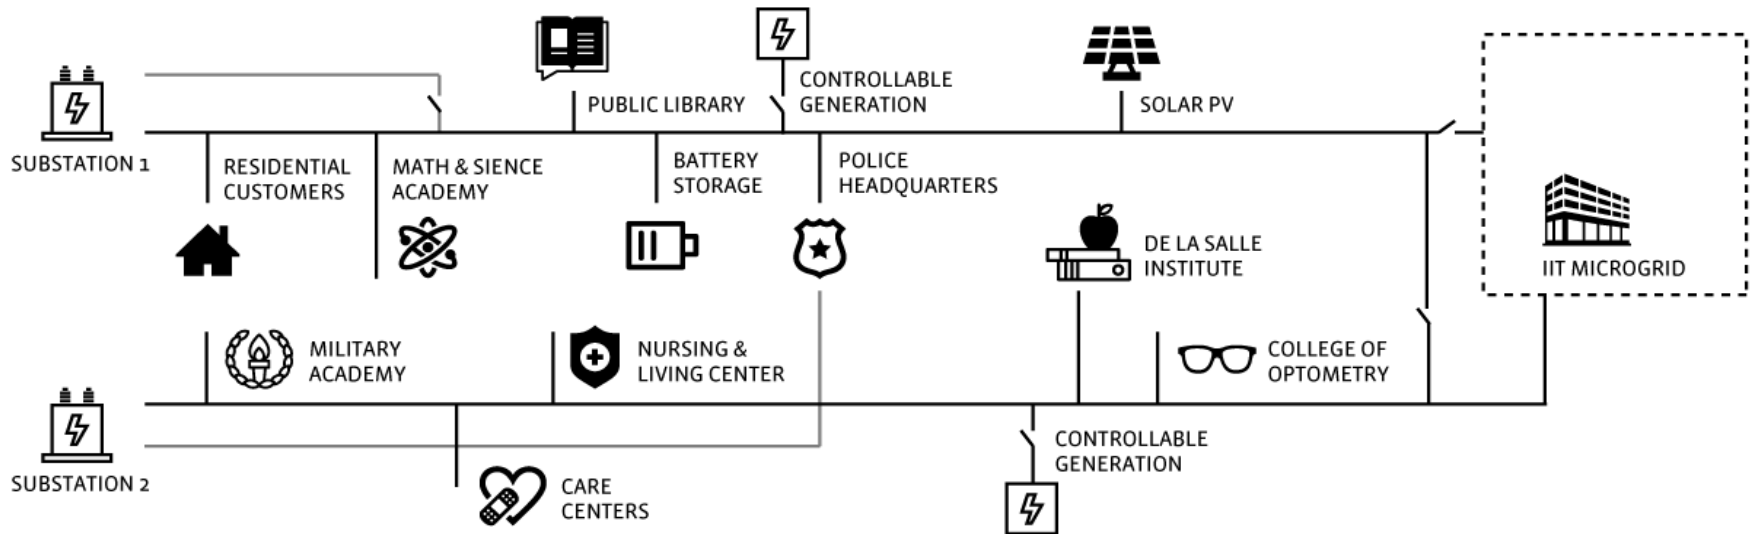 PUBLIC LIBRARY
CONTROLLABLE
GENERATION
SOLAR PV
SUBSTATION 1
RESIDENTIAL
CUSTOMERS
MATH & SIENCE
ACADEMY
BATTERY
STORAGE
POLICE
HEADQUARTERS
DE LA SALLE
INSTITUTE
IIT MICROGRID
MILITARY
ACADEMY
NURSING &
LIVING CENTER
COLLEGE OF
OPTOMETRY
SUBSTATION 2
CARE
CENTERS
CONTROLLABLE
GENERATION